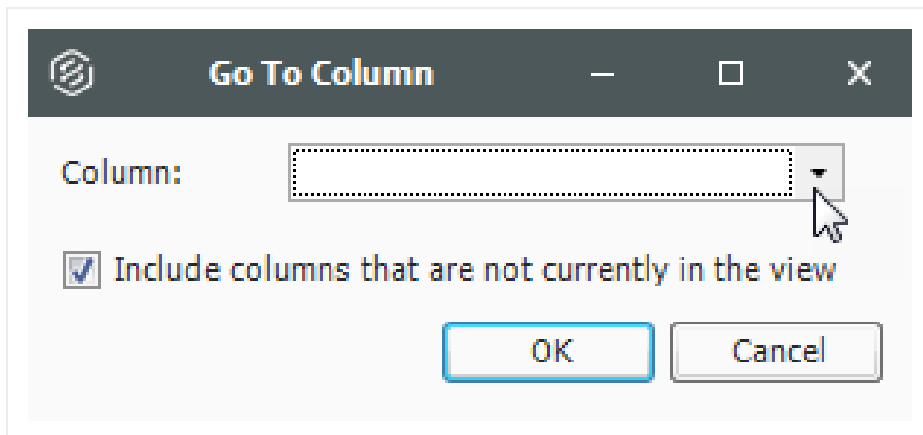 Go To Column
Column:
Include columns that are not currently in the view
OK Cancel